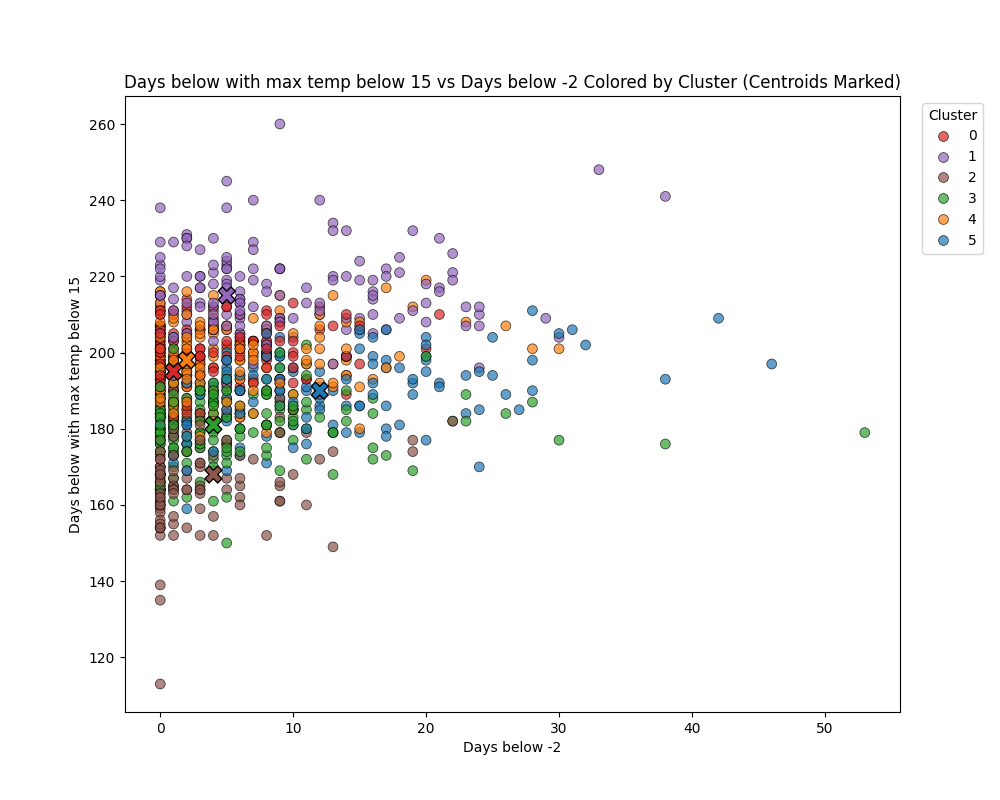 Days below with max temp below 15 vs Days below -2 Colored by Cluster (Centroids Marked)
Cluster
0
1
2
3
4
5
Days below with max temp below 15
260
240
220
200
180
160
140
120
0 10 20 30 40 50
Days below -2